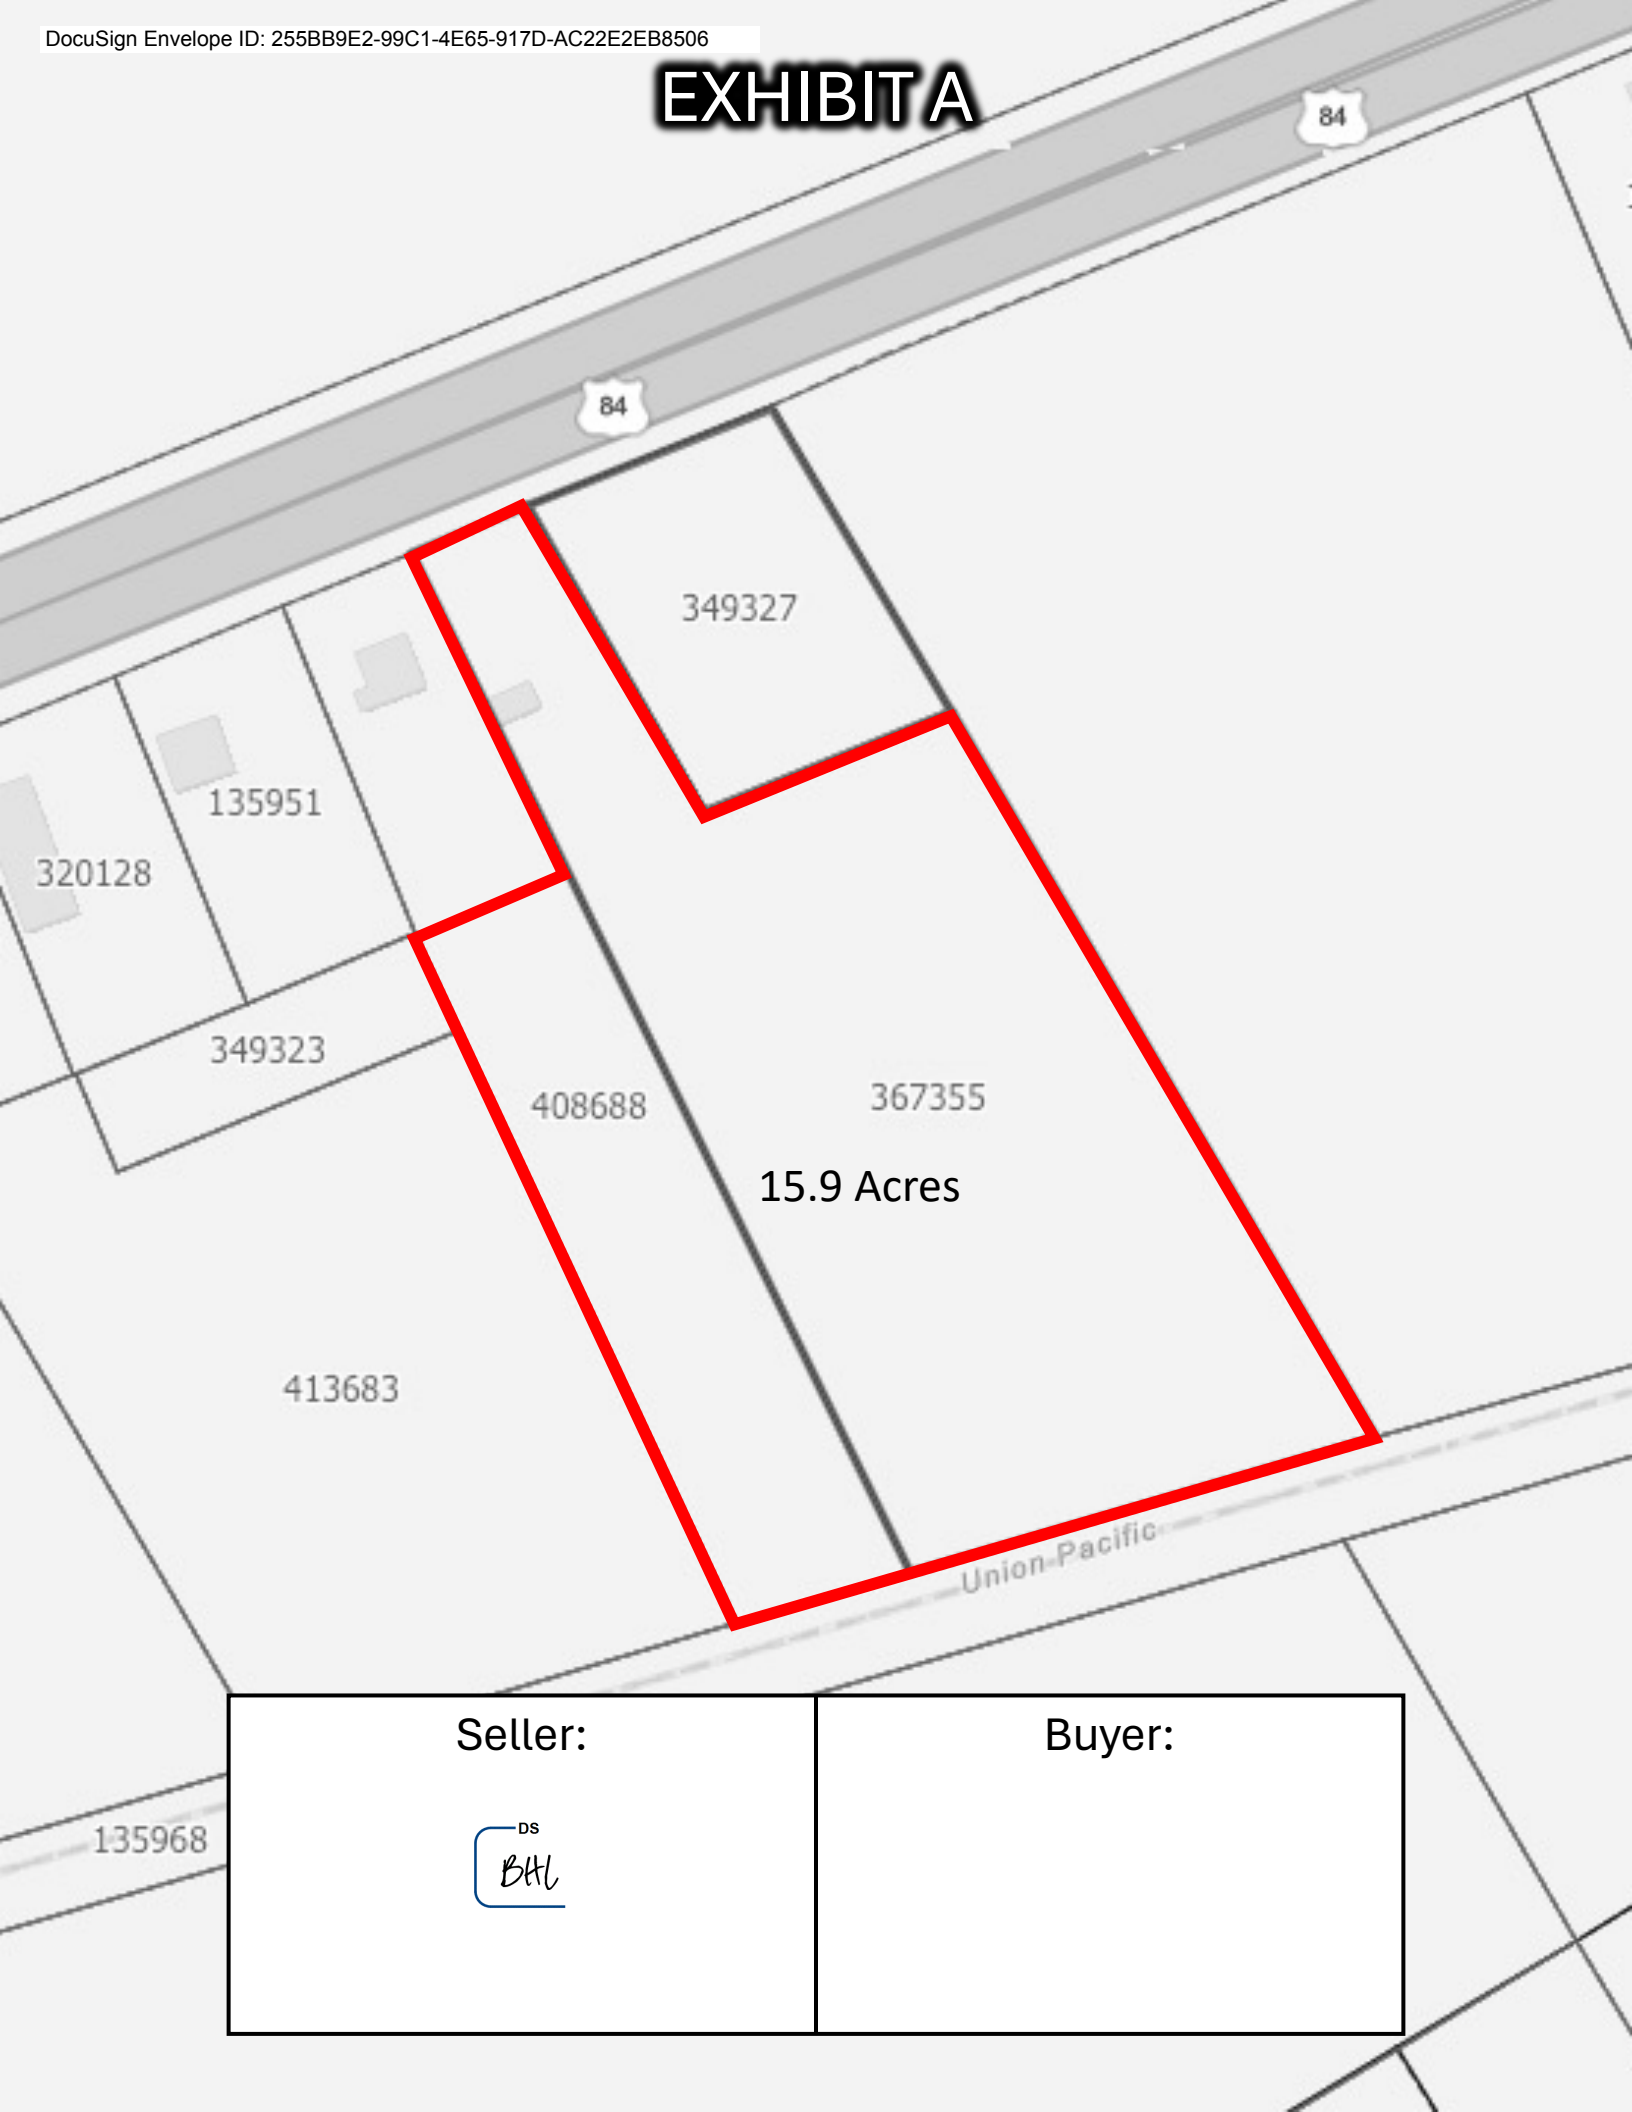 DocuSign Envelope ID: 255BB9E2-99C1-4E65-917D-AC22E2EB8506
EXHIBIT A
84
84
349327
135951
320128
349323
408688
367355
15.9 Acres
413683
Union Pacific
135968
Seller:
Buyer:
DS
BHL